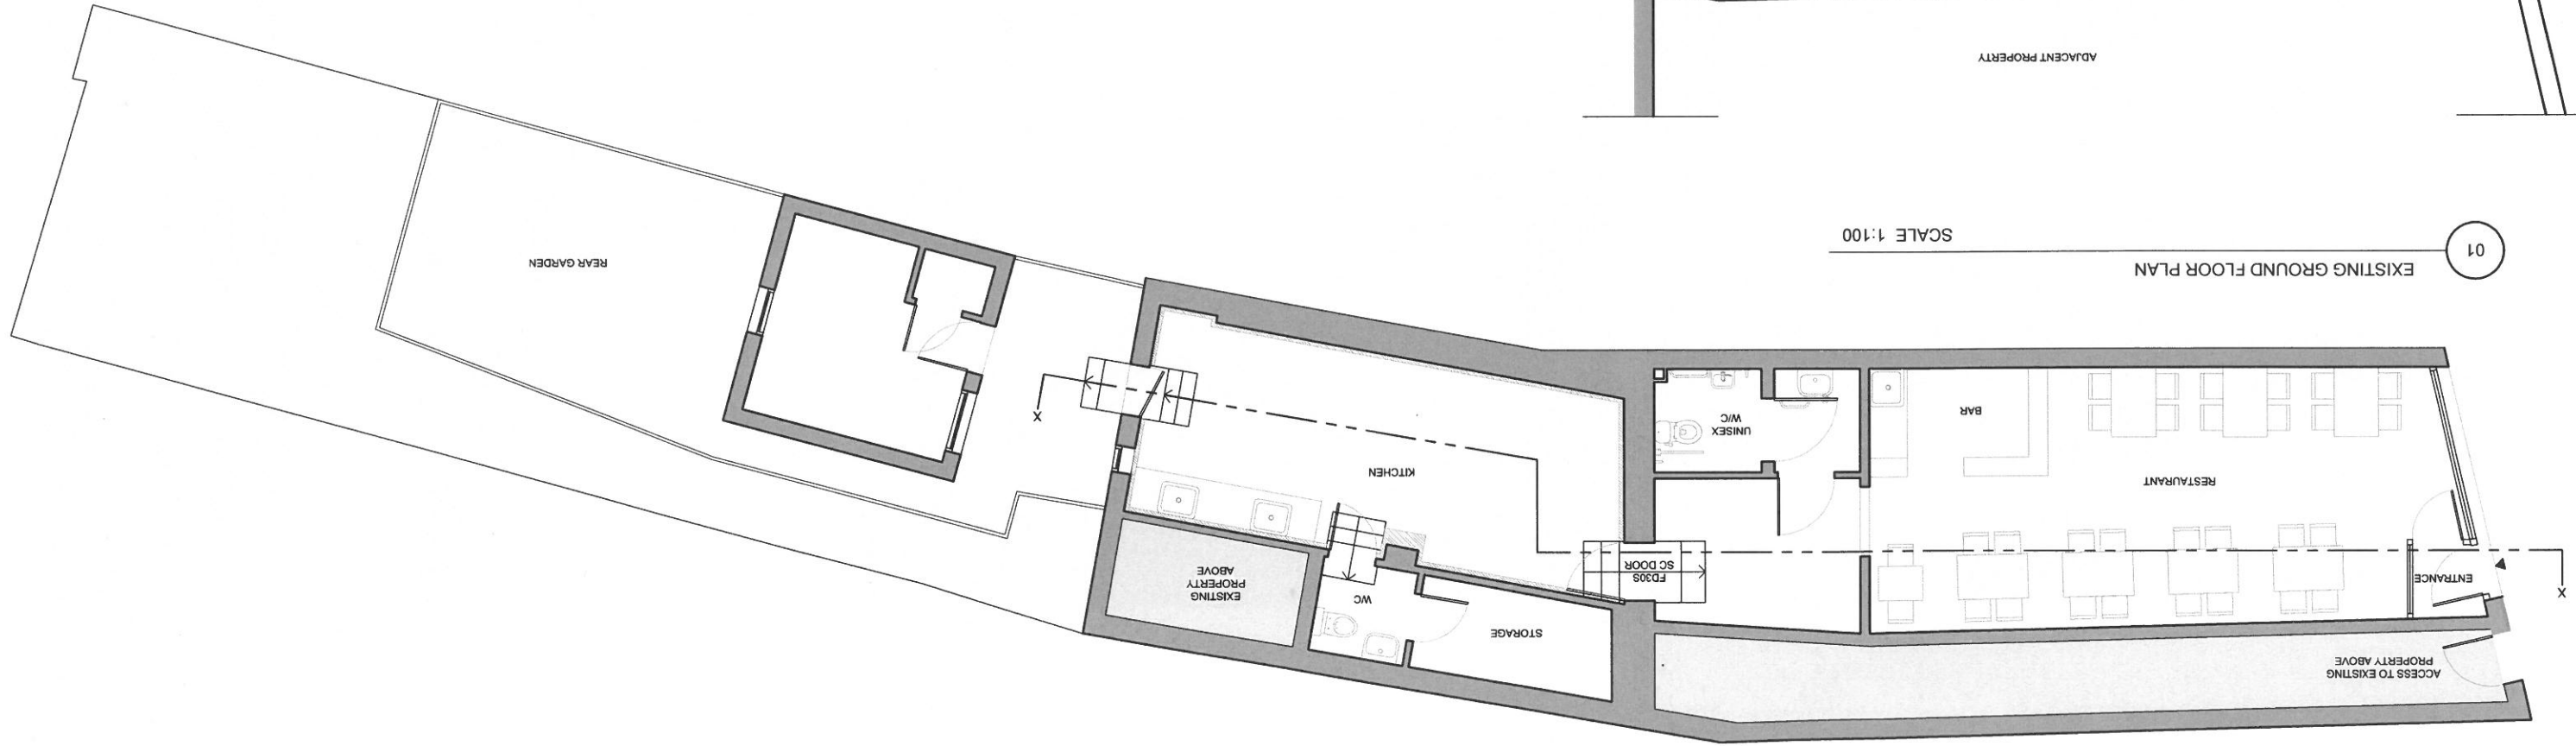 ACCESS TO EXISTING
PROPERTY ABOVE
STORAGE
WC
EXISTING
PROPERTY
ABOVE
X
ENTRANCE
FD30S
SC DOOR
RESTAURANT
KITCHEN
BAR
UNISEX
W/C
X
01
EXISTING GROUND FLOOR PLAN
SCALE 1:100
REAR GARDEN
ADJACENT PROPERTY